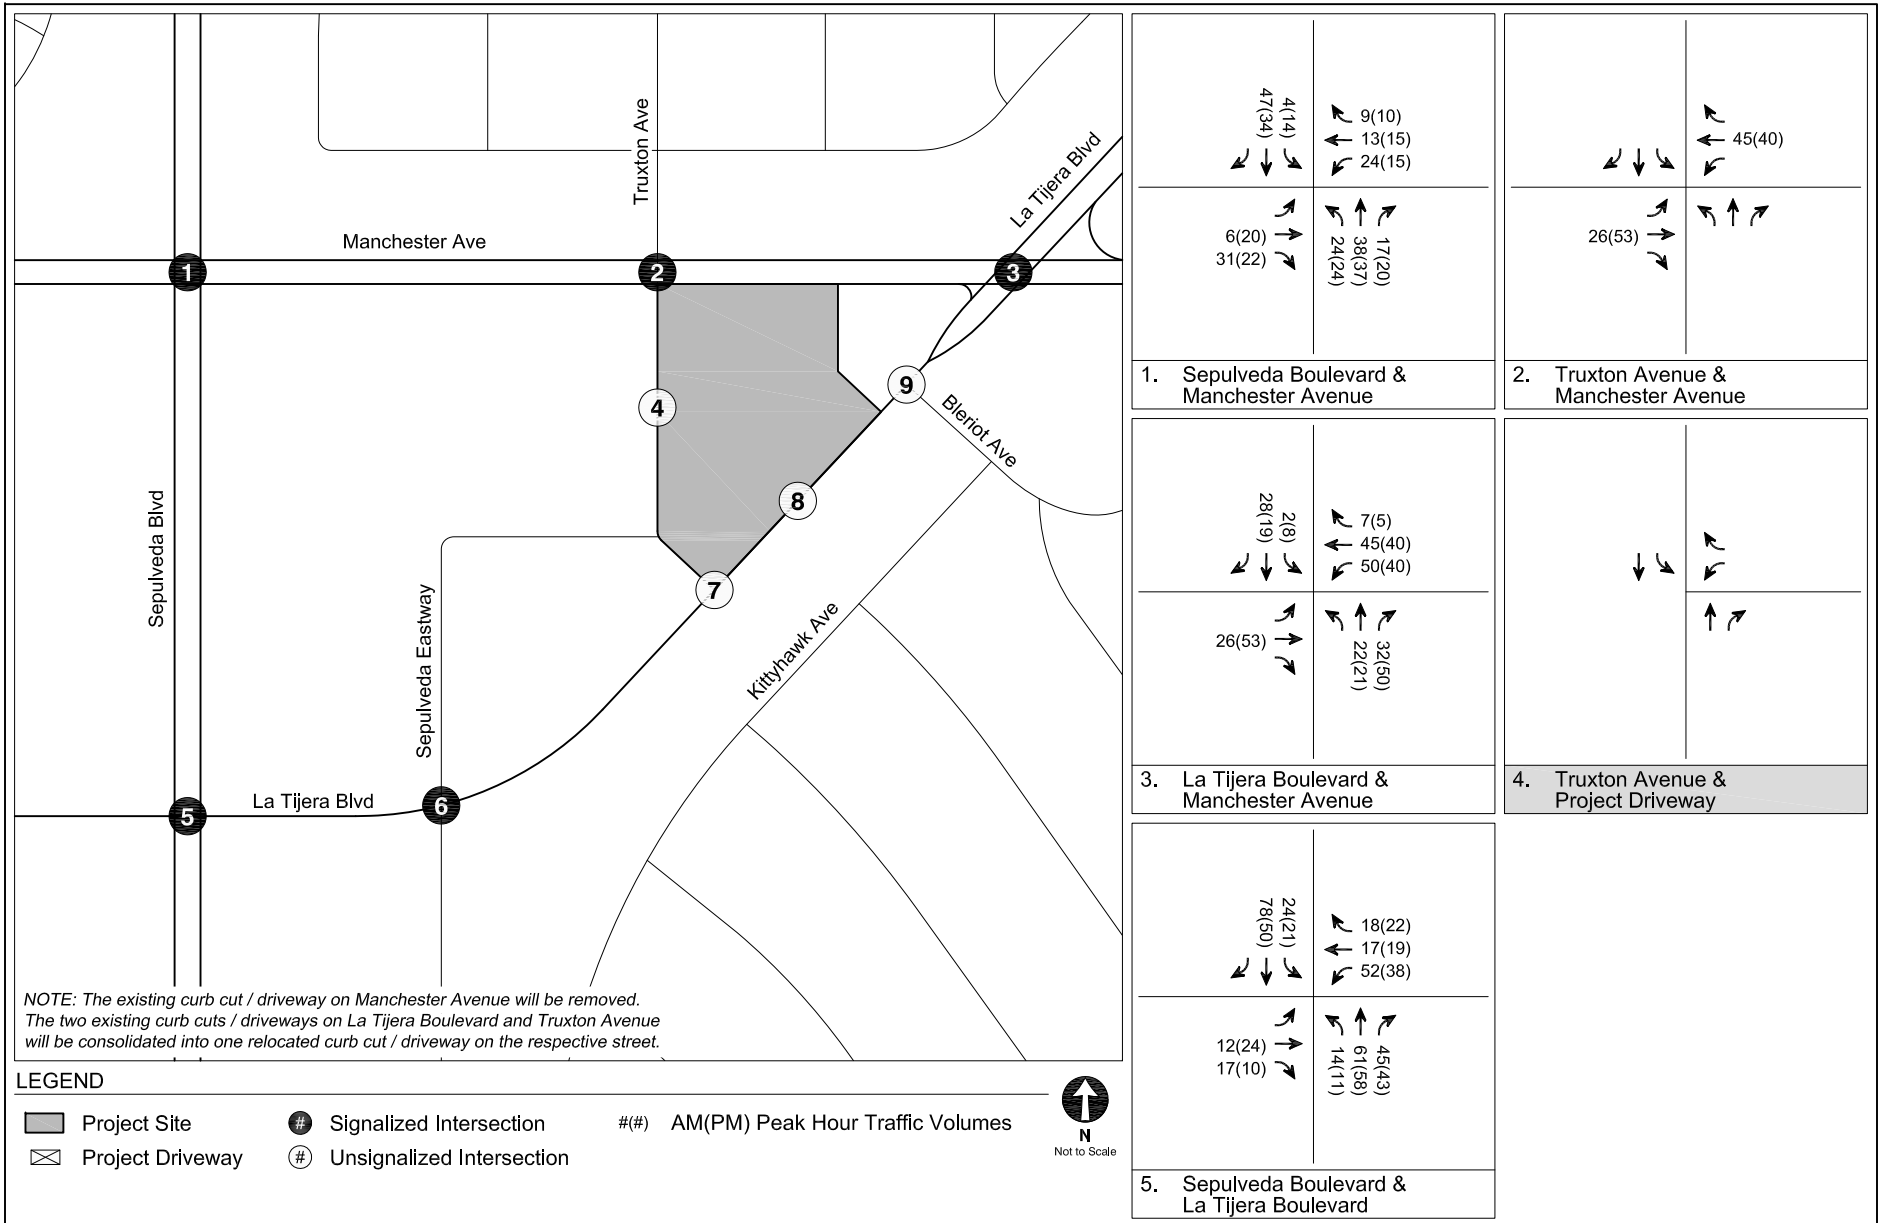 Truxton Ave
La Tijera Blvd
Manchester Ave
1
2
3
4
9
Bleriot Ave
8
Sepulveda Blvd
7
Sepulveda Eastway
Kittyhawk Ave
La Tijera Blvd
5
6
NOTE: The existing curb cut / driveway on Manchester Avenue will be removed.
The two existing curb cuts / driveways on La Tijera Boulevard and Truxton Avenue
will be consolidated into one relocated curb cut / driveway on the respective street.
LEGEND
Project Site
# Signalized Intersection
#(#) AM(PM) Peak Hour Traffic Volumes
Project Driveway
# Unsignalized Intersection
N
Not to Scale
47(34)
4(14)
9(10)
13(15)
24(15)
6(20)
31(22)
24(24)
38(37)
17(20)
1. Sepulveda Boulevard &
Manchester Avenue
45(40)
26(53)
2. Truxton Avenue &
Manchester Avenue
28(19)
2(8)
7(5)
45(40)
50(40)
26(53)
22(21)
32(50)
3. La Tijera Boulevard &
Manchester Avenue
4. Truxton Avenue &
Project Driveway
78(50)
24(21)
18(22)
17(19)
52(38)
12(24)
17(10)
14(11)
61(58)
45(43)
5. Sepulveda Boulevard &
La Tijera Boulevard